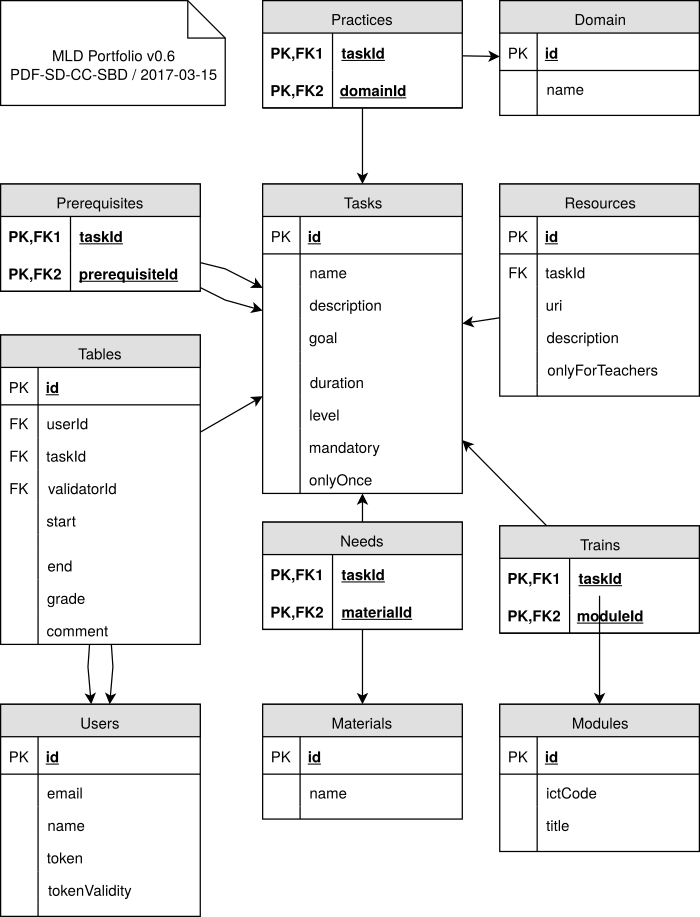 MLD Portfolio v0.6
PDF-SD-CC-SBD / 2017-03-15
Practices
PK,FK1 taskId
PK,FK2 domainId
Domain
PK id
name
Prerequisites
PK,FK1 taskId
PK,FK2 prerequisiteId
Tasks
PK id
name
description
goal
duration
level
mandatory
onlyOnce
Resources
PK id
FK taskId
uri
description
onlyForTeachers
Tables
PK id
FK userId
FK taskId
FK validatorId
start
end
grade
comment
Needs
PK,FK1 taskId
PK,FK2 materialId
Trains
PK,FK1 taskId
PK,FK2 moduleId
Users
PK id
email
name
token
tokenValidity
Materials
PK id
name
Modules
PK id
ictCode
title